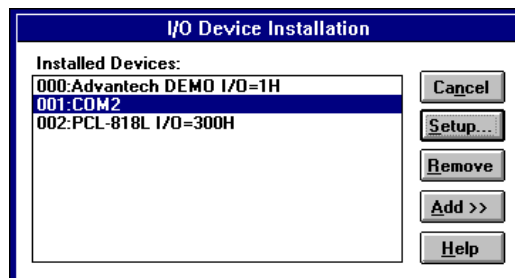 I/O Device Installation
Installed Devices:
000:Advantech DEMO I/O=1H
001:COM2
002:PCL-818L I/O=300H
Cancel
Setup...
Remove
Add >>
Help